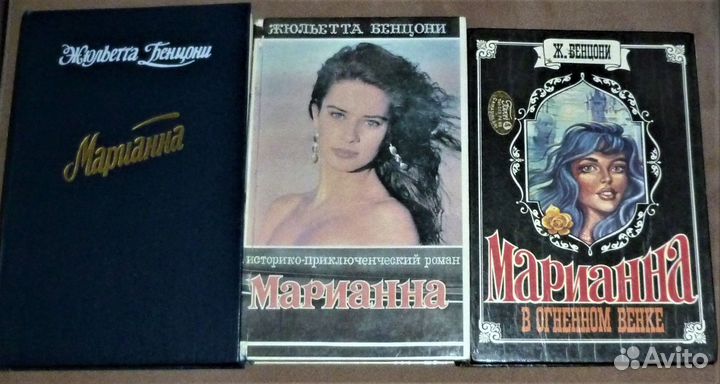 Жюльетта Бенцони
Марианна
ЖЮЛЬЕТТА БЕНЦОНИ
ИСТОРИКО-ПРИКЛЮЧЕНЧЕСКИЙ РОМАН
МАРИАННА
Ж. БЕНЦОНИ
МАРИАННА
В ОГНЕННОМ ВЕНКЕ
Avito